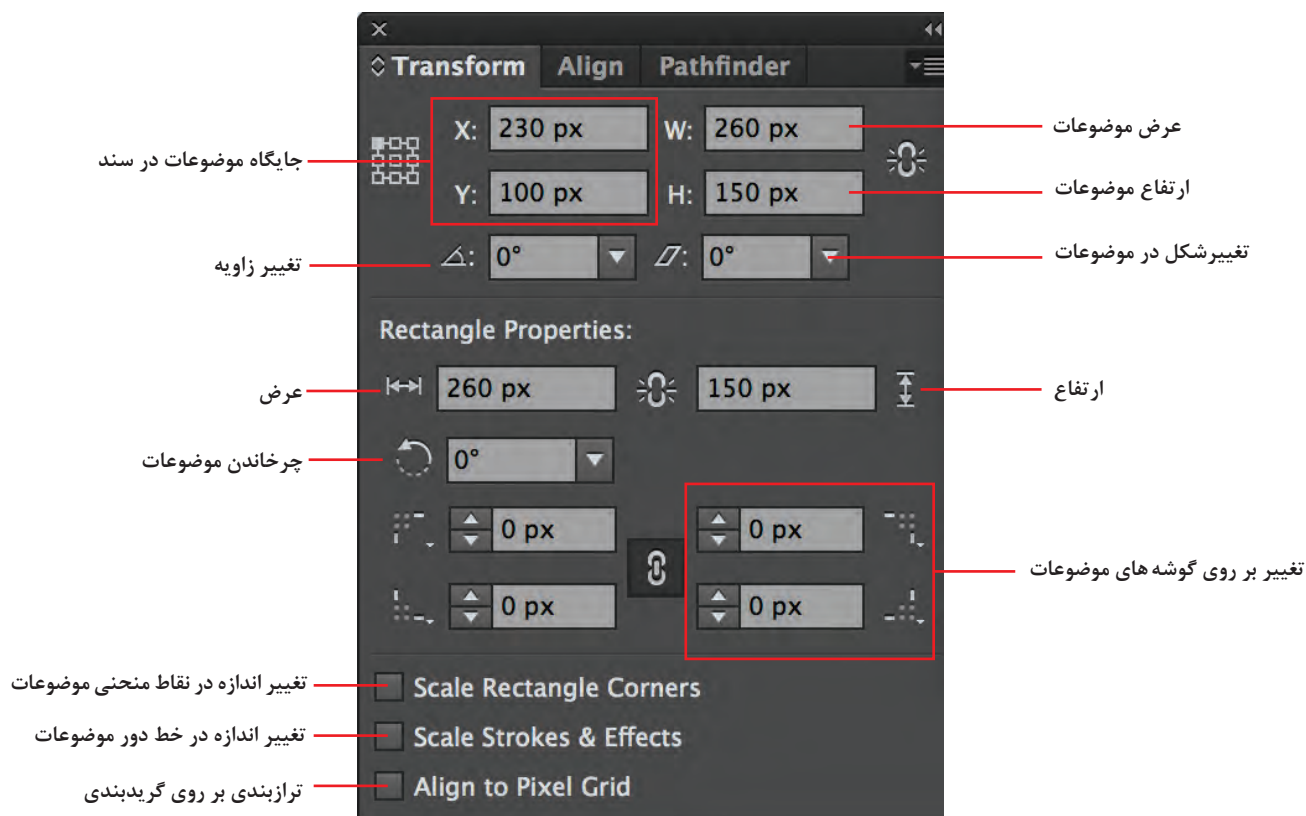 Transform Align Pathfinder
X: 230 px W: 260 px
عرض موضوعات
جایگاه موضوعات در سند
Y: 100 px H: 150 px
ارتفاع موضوعات
تغییر زاویه
0° 0°
تغییرشکل در موضوعات
Rectangle Properties:
عرض
260 px 150 px
ارتفاع
چرخاندن موضوعات
0°
0 px 0 px
تغییر بر روی گوشه های موضوعات
0 px 0 px
تغییر اندازه در نقاط منحنی موضوعات
Scale Rectangle Corners
تغییر اندازه در خط دور موضوعات
Scale Strokes & Effects
ترازبندی بر روی گریدبندی
Align to Pixel Grid